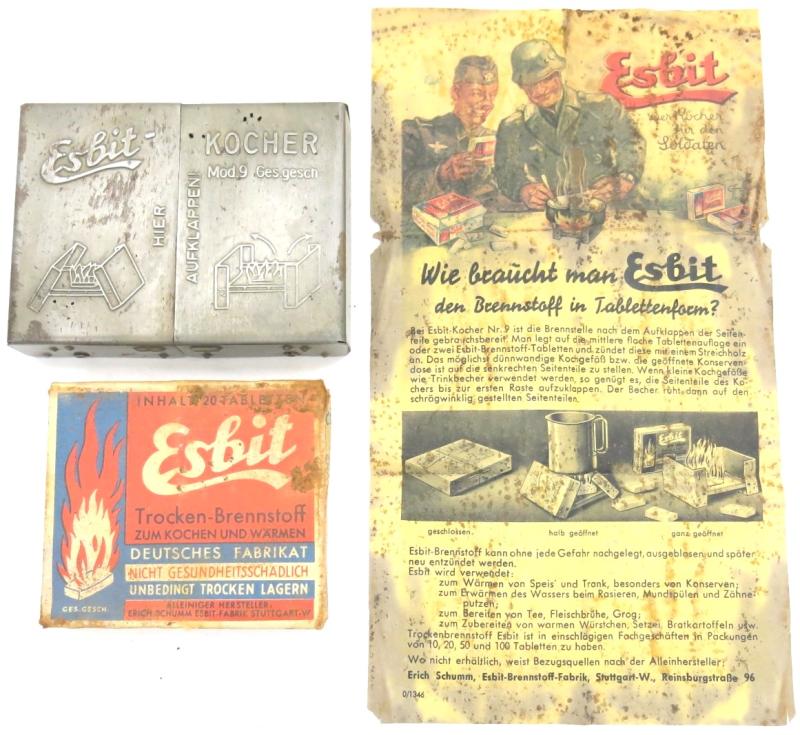 Esbit-
KOCHER
Mod.9 Ges.gesch
HIER
AUFKLAPPEN!
INHALT 20 TABLETTEN
Esbit
Trocken-Brennstoff
ZUM KOCHEN UND WÄRMEN
DEUTSCHES FABRIKAT
NICHT GESUNDHEITSSCHÄDLICH
UNBEDINGT TROCKEN LAGERN
ALLEINIGER HERSTELLER:
ERICH SCHUMM ESBIT-FABRIK STUTTGART-W.
GES. GESCH.
Esbit
der Kocher
für den
Soldaten
Wie braucht man Esbit
den Brennstoff in Tablettenform?
Bei Esbit-Kocher Nr. 9 ist die Brennstelle nach dem Aufklappen der Seiten-
teile gebrauchsbereit. Man legt auf die mittlere flache Tablettenauflage ein
oder zwei Esbit-Brennstoff-Tabletten und zündet diese mit einem Streichholz
an. Das möglichst dünnwandige Kochgefäß bzw. die geöffnete Konserven-
dose ist auf die senkrechten Seitenteile zu stellen. Wenn kleine Kochgefäße
wie Trinkbecher verwendet werden, so genügt es, die Seitenteile des Ko-
chers bis zur ersten Raste aufzuklappen. Der Becher ruht dann auf den
schrägwinklig gestellten Seitenteilen.
Esbit
geschlossen.
halb geöffnet
ganz geöffnet
Esbit-Brennstoff kann ohne jede Gefahr nachgelegt, ausgeblasen und später
neu entzündet werden.
Esbit wird verwendet:
zum Wärmen von Speis' und Trank, besonders von Konserven;
zum Erwärmen des Wassers beim Rasieren, Mundspülen und Zähne-
putzen;
zum Bereiten von Tee, Fleischbrühe, Grog;
zum Zubereiten von warmen Würstchen, Setzei, Bratkartoffeln usw.
Trockenbrennstoff Esbit ist in einschlägigen Fachgeschäften in Packungen
von 10, 20, 50 und 100 Tabletten zu haben.
Wo nicht erhältlich, weist Bezugsquellen nach der Alleinhersteller:
Erich Schumm, Esbit-Brennstoff-Fabrik, Stuttgart-W., Reinsburgstraße 96
0/1346